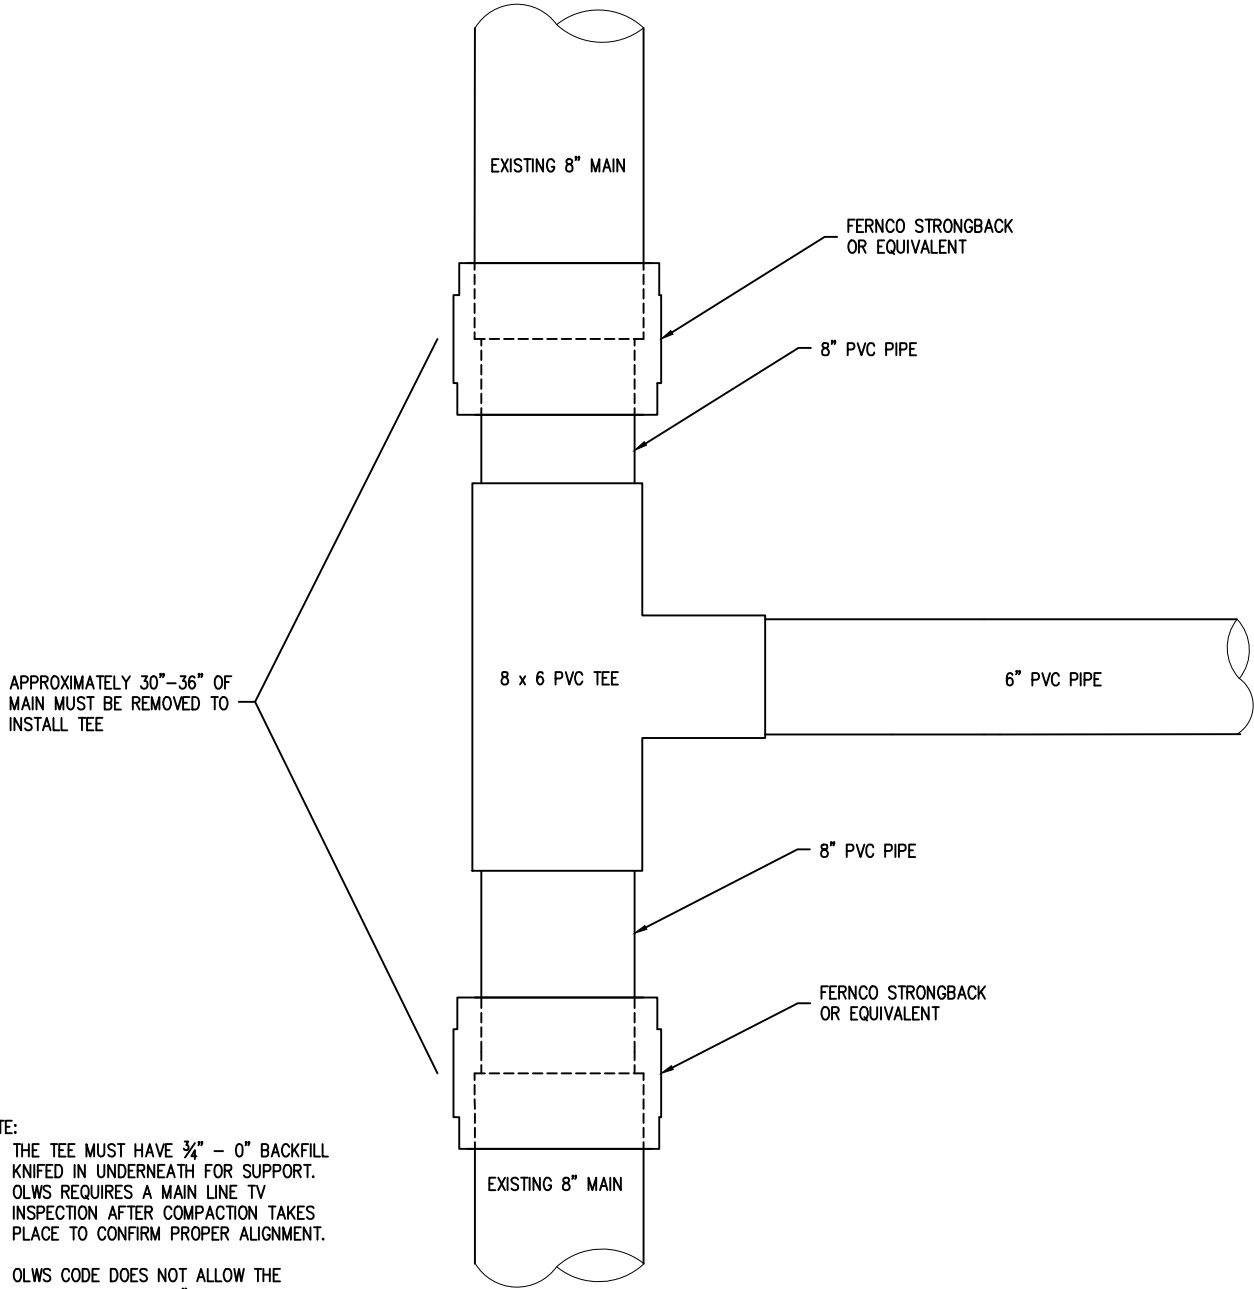 EXISTING 8" MAIN
FERNCO STRONGBACK
OR EQUIVALENT
8" PVC PIPE
APPROXIMATELY 30"-36" OF
MAIN MUST BE REMOVED TO
INSTALL TEE
8 x 6 PVC TEE
6" PVC PIPE
8" PVC PIPE
FERNCO STRONGBACK
OR EQUIVALENT
TE:
THE TEE MUST HAVE ¾" - 0" BACKFILL
KNIFED IN UNDERNEATH FOR SUPPORT.
OLWS REQUIRES A MAIN LINE TV
INSPECTION AFTER COMPACTION TAKES
PLACE TO CONFIRM PROPER ALIGNMENT.
EXISTING 8" MAIN
OLWS CODE DOES NOT ALLOW THE